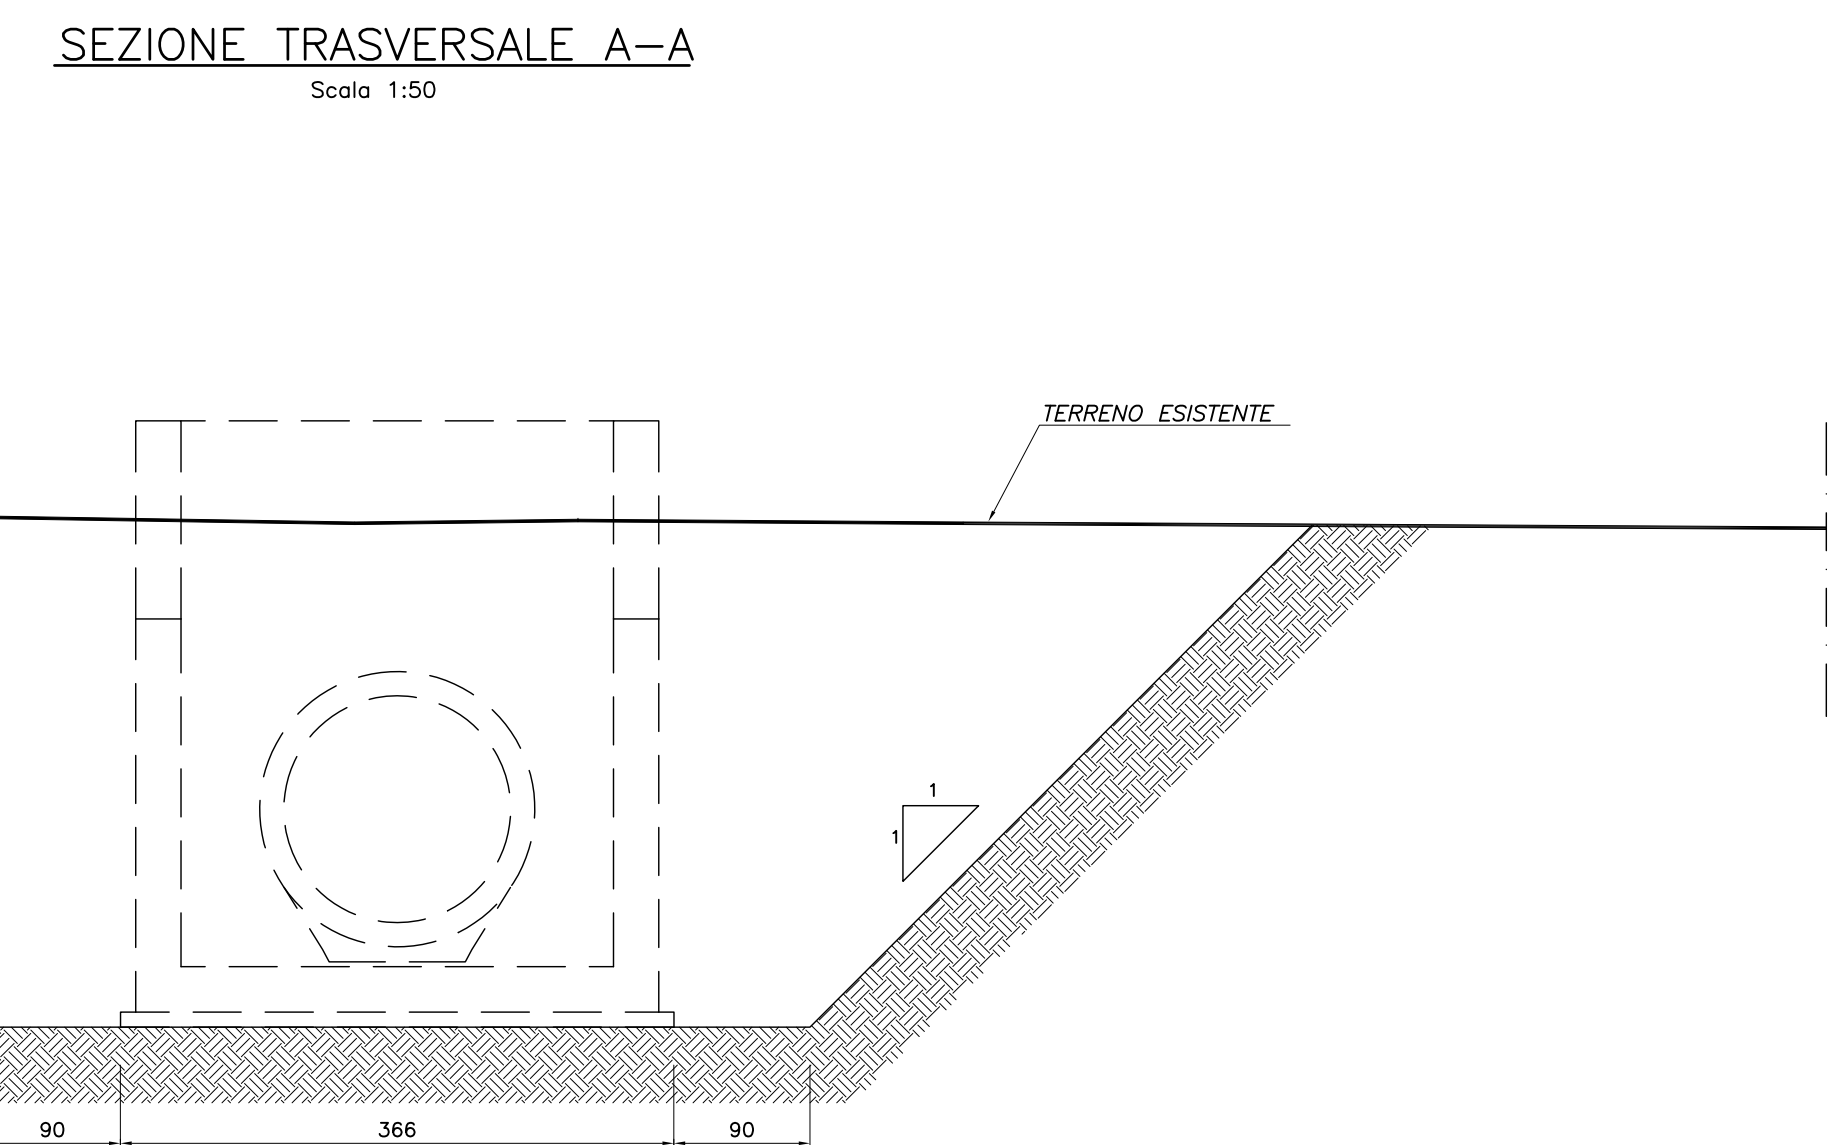 SEZIONE TRASVERSALE A-A
Scala 1:50
TERRENO ESISTENTE
1
1
90 366 90